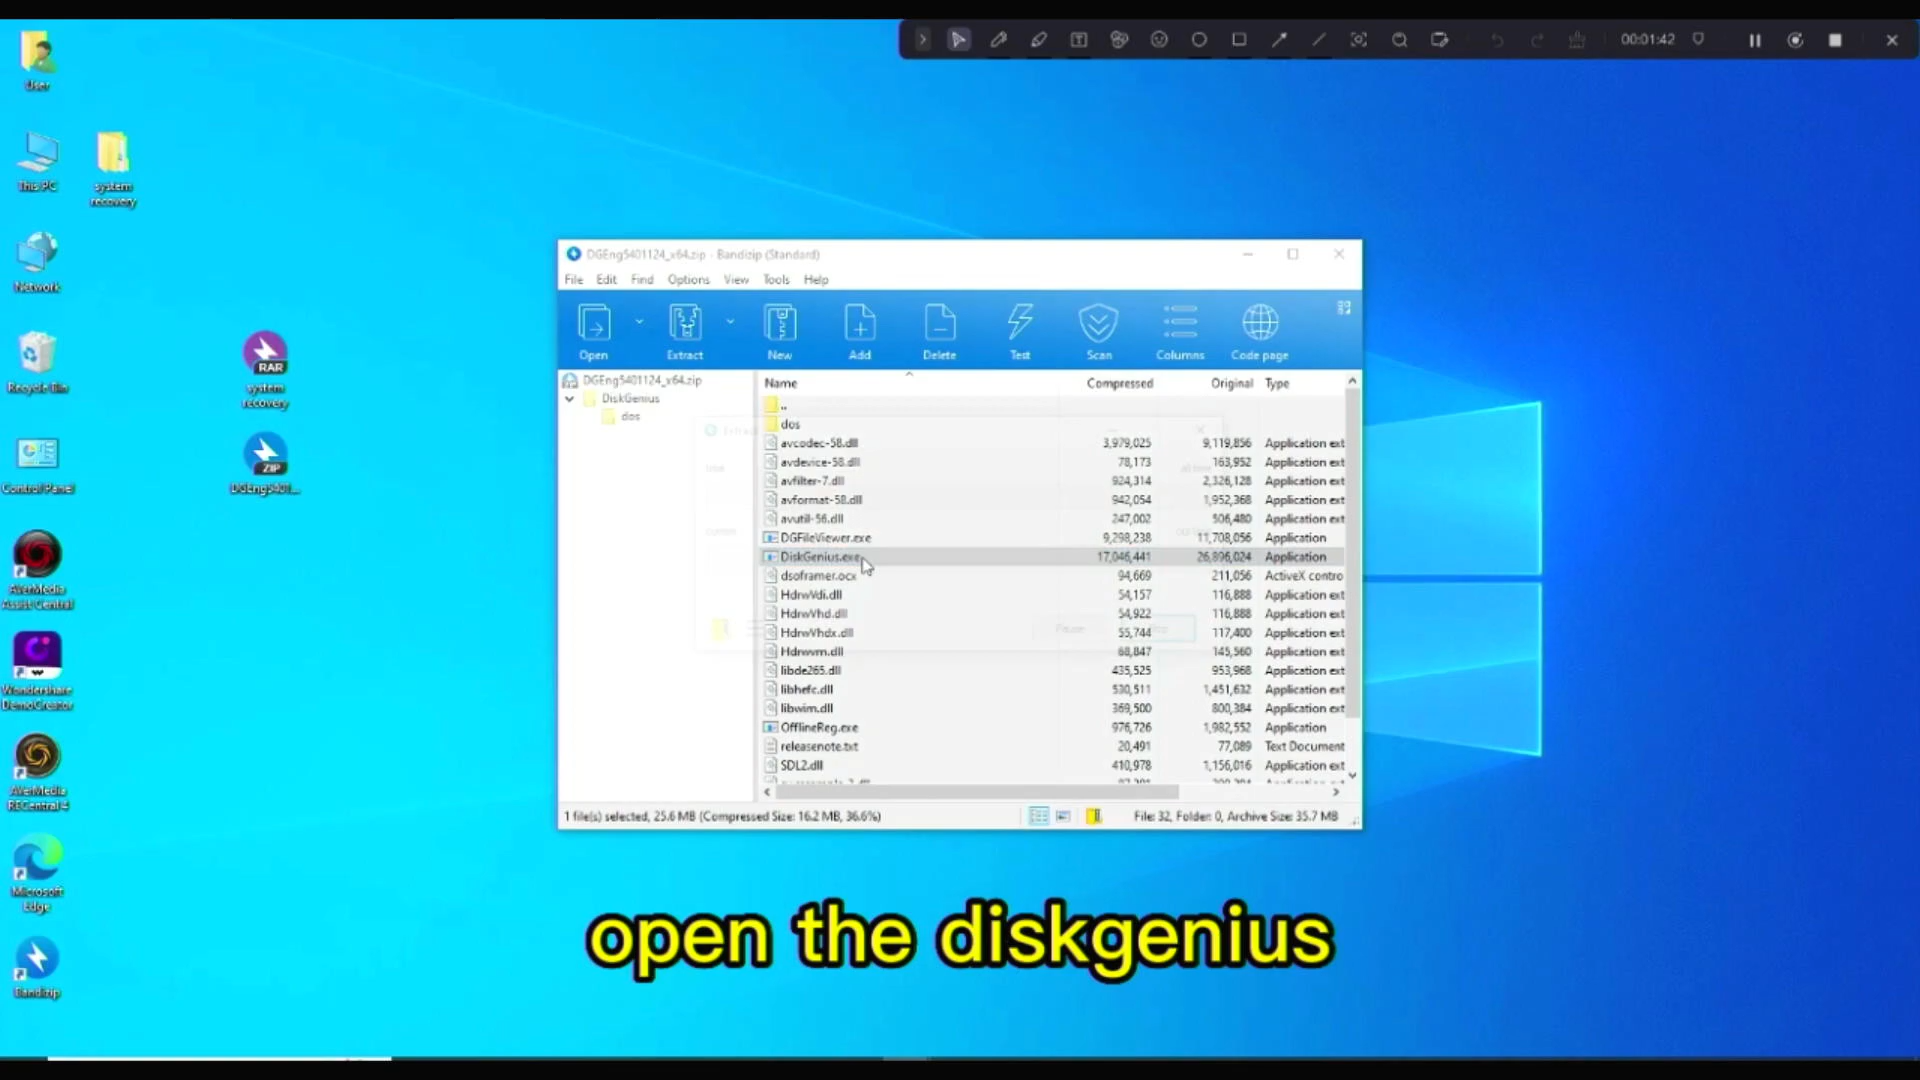 00:01:42
User
This PC
system
recovery
Network
Recycle Bin
RAR
system
recovery
Control Panel
ZIP
DGEng5401...
AVerMedia
Assist Central
Wondershare
DemoCreator
AVerMedia
RECentral 4
Microsoft
Edge
Bandizip
DGEng5401124_x64.zip - Bandizip (Standard)
File Edit Find Options View Tools Help
Open Extract New Add Delete Test Scan Columns Code page
DGEng5401124_x64.zip
DiskGenius
dos
Name Compressed Original Type
..
dos
avcodec-58.dll 3,979,025 9,119,856 Application ext
avdevice-58.dll 78,173 163,952 Application ext
avfilter-7.dll 924,314 2,326,128 Application ext
avformat-58.dll 942,054 1,952,368 Application ext
avutil-56.dll 247,002 506,480 Application ext
DGFileViewer.exe 9,298,238 11,708,056 Application
DiskGenius.exe 17,046,441 26,896,024 Application
dsoframer.ocx 94,669 211,056 ActiveX contro
HdrwVdi.dll 54,157 116,888 Application ext
HdrwVhd.dll 54,922 116,888 Application ext
HdrwVhdx.dll 55,744 117,400 Application ext
Hdrwvm.dll 68,847 145,560 Application ext
libde265.dll 435,525 953,968 Application ext
libhefc.dll 530,511 1,451,632 Application ext
libwim.dll 369,500 800,384 Application ext
OfflineReg.exe 976,726 1,982,552 Application
releasenote.txt 20,491 77,089 Text Document
SDL2.dll 410,978 1,156,016 Application ext
Pause
1 file(s) selected, 25.6 MB (Compressed Size: 16.2 MB, 36.6%)
File: 32, Folder: 0, Archive Size: 35.7 MB
open the diskgenius